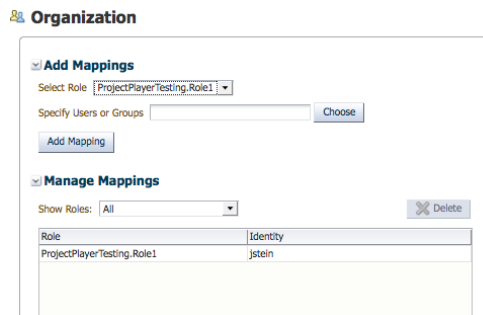 Organization
Add Mappings
Select Role ProjectPlayerTesting.Role1
Specify Users or Groups Choose
Add Mapping
Manage Mappings
Show Roles: All Delete
Role Identity
ProjectPlayerTesting.Role1 jstein